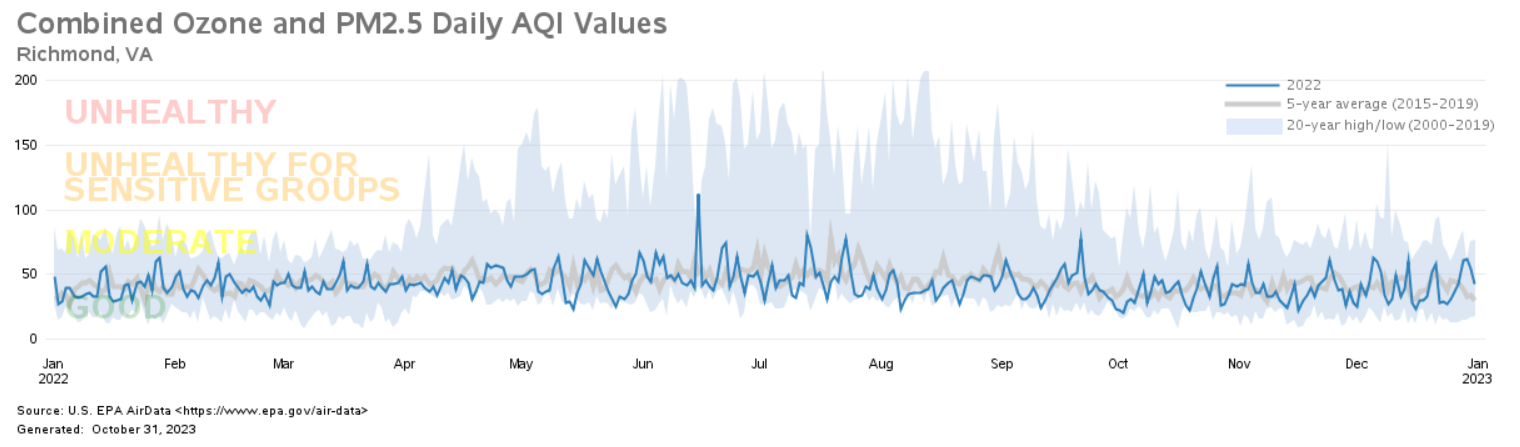 Combined Ozone and PM2.5 Daily AQI Values
Richmond, VA
200
150
100
50
0
UNHEALTHY
UNHEALTHY FOR
SENSITIVE GROUPS
MODERATE
GOOD
2022
5-year average (2015-2019)
20-year high/low (2000-2019)
Jan Feb Mar Apr May Jun Jul Aug Sep Oct Nov Dec Jan
2022 2023
Source: U.S. EPA AirData <https://www.epa.gov/air-data>
Generated: October 31, 2023